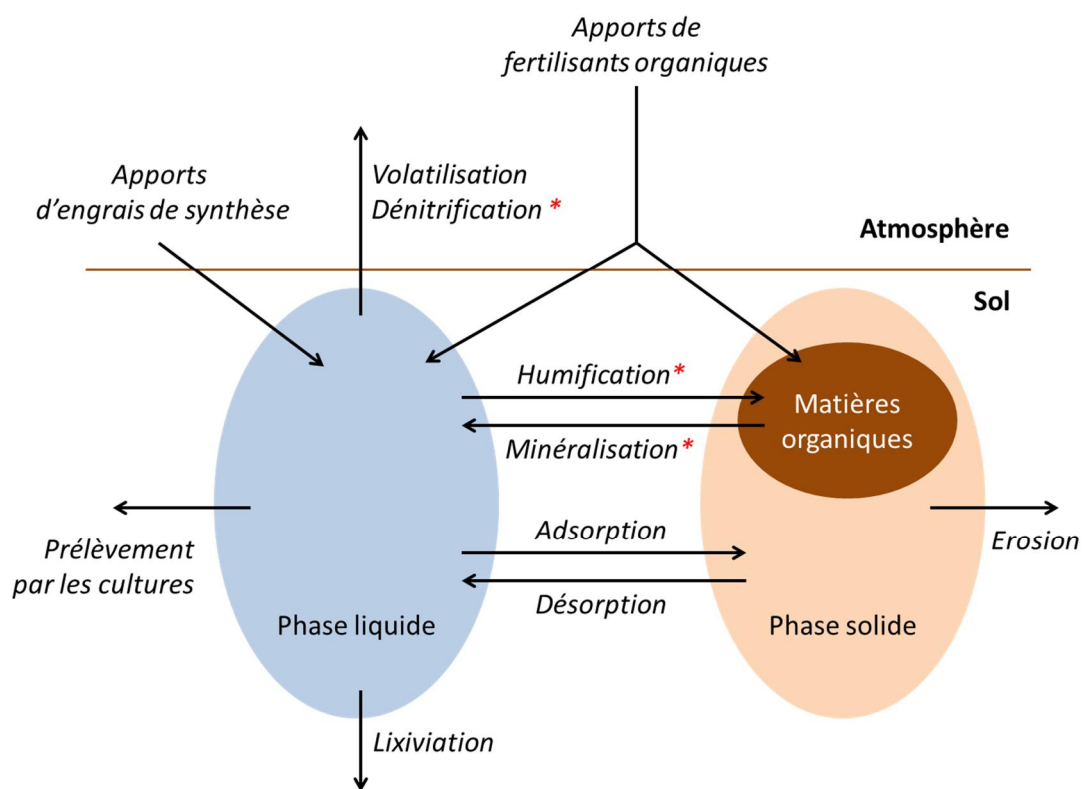 Apports de
fertilisants organiques
Apports
d'engrais de synthèse
Volatilisation
Dénitrification *
Atmosphère
Sol
Humification*
Minéralisation*
Matières
organiques
Prélèvement
par les cultures
Adsorption
Désorption
Erosion
Phase liquide
Phase solide
Lixiviation